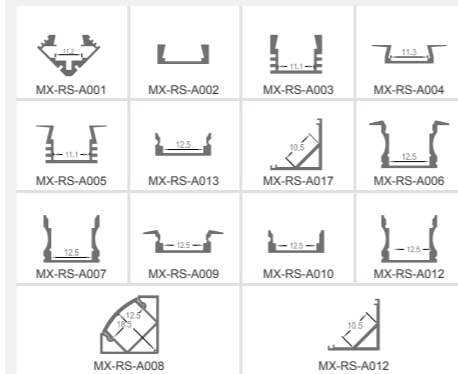 11.2
11.1
11.3
MX-RS-A001
MX-RS-A002
MX-RS-A003
MX-RS-A004
11.1
12.5
10.5
12.5
MX-RS-A005
MX-RS-A013
MX-RS-A017
MX-RS-A006
12.5
12.5
12.5
12.5
MX-RS-A007
MX-RS-A009
MX-RS-A010
MX-RS-A012
12.5
18.5
10.5
MX-RS-A008
MX-RS-A012